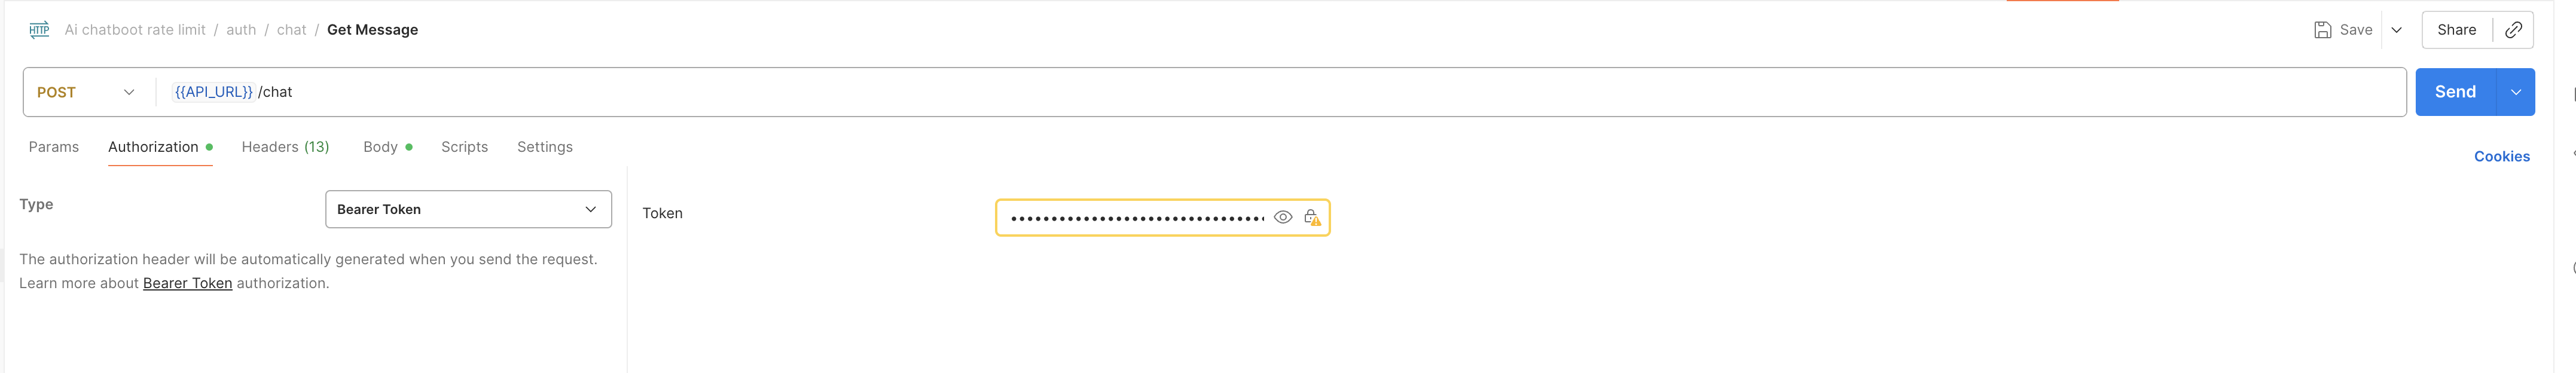 HTTP Ai chatboot rate limit / auth / chat / Get Message Save Share
POST {{API_URL}} /chat Send
Params Authorization Headers (13) Body Scripts Settings Cookies
Type Bearer Token Token ••••••••••••••••••••••••••••••••
The authorization header will be automatically generated when you send the request.
Learn more about Bearer Token authorization.